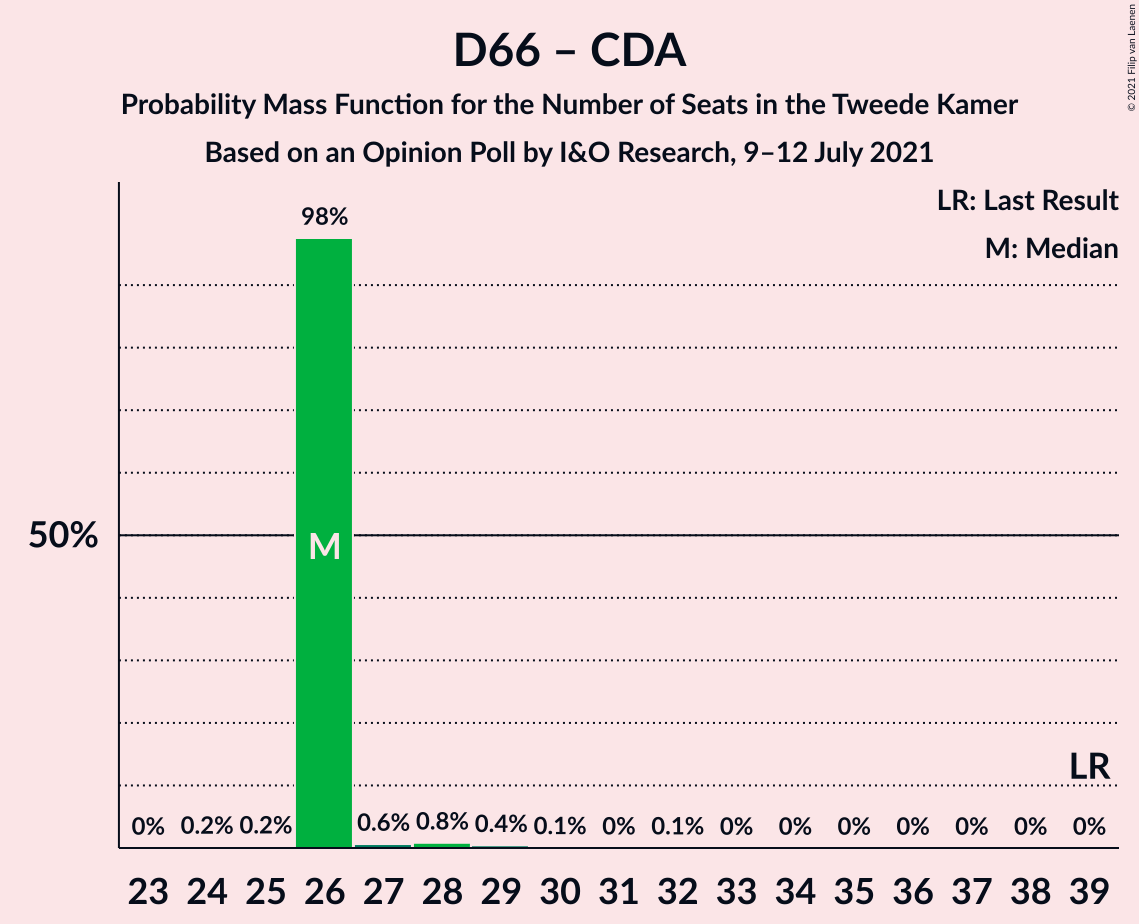 D66 – CDA
Probability Mass Function for the Number of Seats in the Tweede Kamer
Based on an Opinion Poll by I&O Research, 9–12 July 2021
© 2021 Filip van Laenen
LR: Last Result
M: Median
98%
50%
M
LR
0% 0.2% 0.2% 0.6% 0.8% 0.4% 0.1% 0% 0.1% 0% 0% 0% 0% 0% 0% 0%
23 24 25 26 27 28 29 30 31 32 33 34 35 36 37 38 39